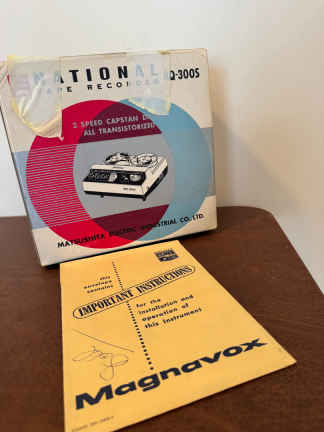 NATIONAL
TAPE RECORDER
RQ-300S
2 SPEED CAPSTAN
ALL TRANSISTORIZED
MATSUSHITA ELECTRIC INDUSTRIAL CO., LTD.
this
envelope
contains
IMPORTANT INSTRUCTIONS
for the
installation and
operation of
this instrument
Magnavox